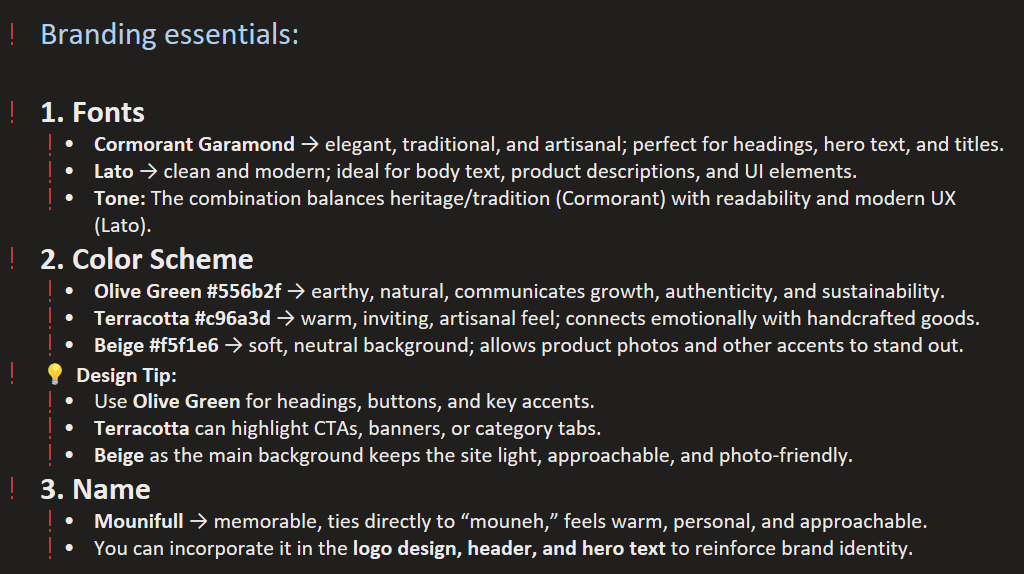 Branding essentials:
1. Fonts
• Cormorant Garamond → elegant, traditional, and artisanal; perfect for headings, hero text, and titles.
• Lato → clean and modern; ideal for body text, product descriptions, and UI elements.
• Tone: The combination balances heritage/tradition (Cormorant) with readability and modern UX
(Lato).
2. Color Scheme
• Olive Green #556b2f → earthy, natural, communicates growth, authenticity, and sustainability.
• Terracotta #c96a3d → warm, inviting, artisanal feel; connects emotionally with handcrafted goods.
• Beige #f5f1e6 → soft, neutral background; allows product photos and other accents to stand out.
💡 Design Tip:
• Use Olive Green for headings, buttons, and key accents.
• Terracotta can highlight CTAs, banners, or category tabs.
• Beige as the main background keeps the site light, approachable, and photo-friendly.
3. Name
• Mounifull → memorable, ties directly to “mouneh,” feels warm, personal, and approachable.
• You can incorporate it in the logo design, header, and hero text to reinforce brand identity.